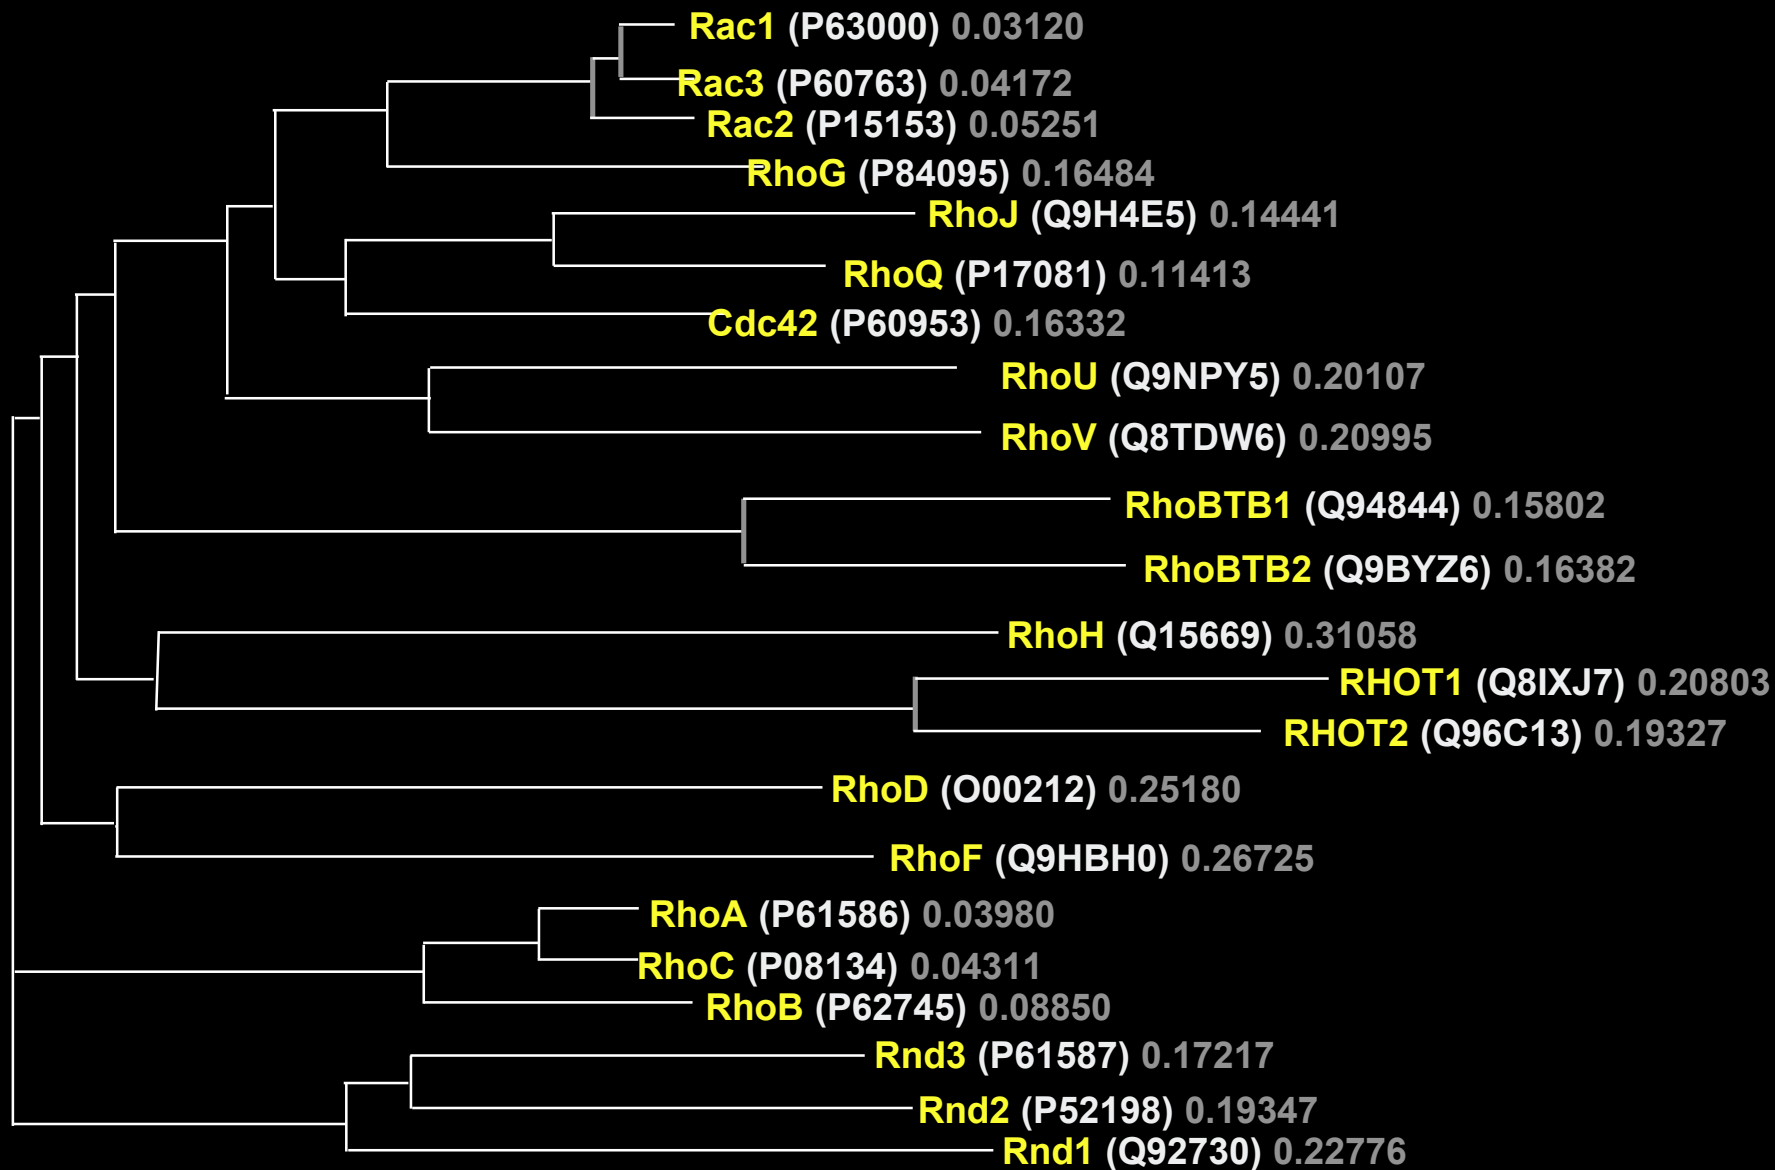 Rac1 (P63000) 0.03120
Rac3 (P60763) 0.04172
Rac2 (P15153) 0.05251
RhoG (P84095) 0.16484
RhoJ (Q9H4E5) 0.14441
RhoQ (P17081) 0.11413
Cdc42 (P60953) 0.16332
RhoU (Q9NPY5) 0.20107
RhoV (Q8TDW6) 0.20995
RhoBTB1 (Q94844) 0.15802
RhoBTB2 (Q9BYZ6) 0.16382
RhoH (Q15669) 0.31058
RHOT1 (Q8IXJ7) 0.20803
RHOT2 (Q96C13) 0.19327
RhoD (O00212) 0.25180
RhoF (Q9HBH0) 0.26725
RhoA (P61586) 0.03980
RhoC (P08134) 0.04311
RhoB (P62745) 0.08850
Rnd3 (P61587) 0.17217
Rnd2 (P52198) 0.19347
Rnd1 (Q92730) 0.22776